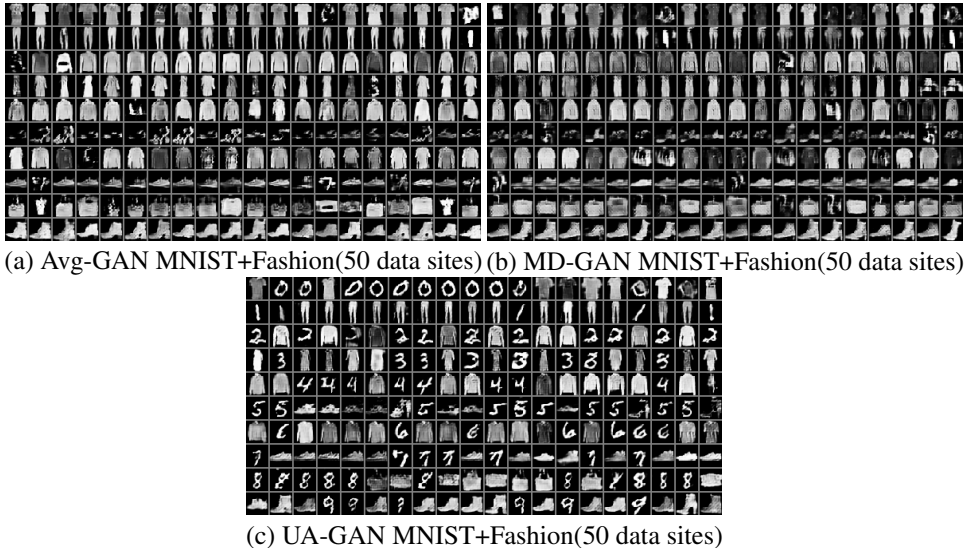 (a) Avg-GAN MNIST+Fashion(50 data sites)
(b) MD-GAN MNIST+Fashion(50 data sites)
(c) UA-GAN MNIST+Fashion(50 data sites)